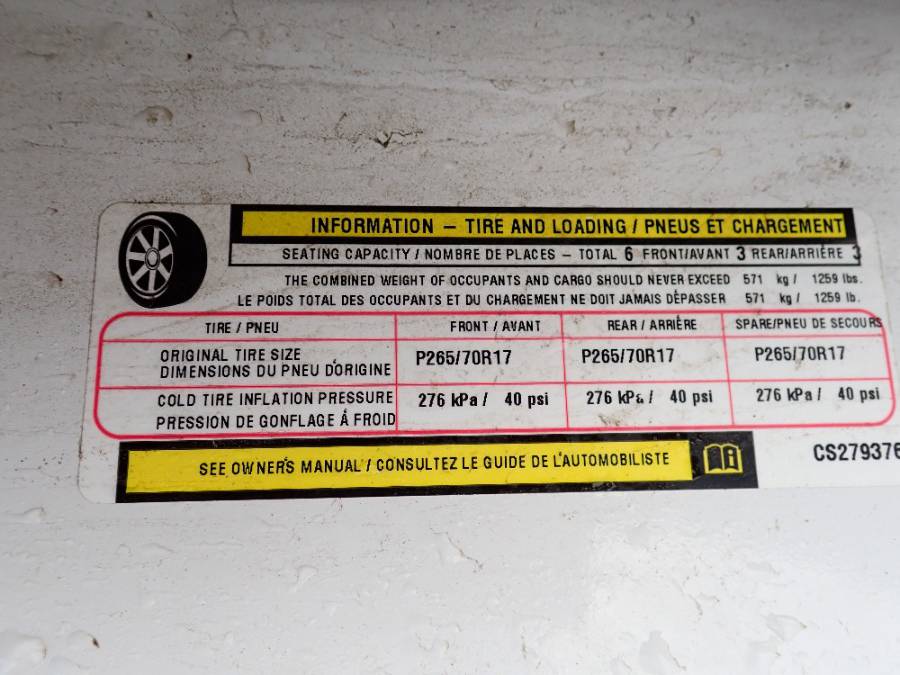 INFORMATION – TIRE AND LOADING / PNEUS ET CHARGEMENT
SEATING CAPACITY / NOMBRE DE PLACES – TOTAL 6 FRONT/AVANT 3 REAR/ARRIÈRE 3
THE COMBINED WEIGHT OF OCCUPANTS AND CARGO SHOULD NEVER EXCEED 571 kg / 1259 lbs.
LE POIDS TOTAL DES OCCUPANTS ET DU CHARGEMENT NE DOIT JAMAIS DÉPASSER 571 kg / 1259 lb.
TIRE / PNEU FRONT / AVANT REAR / ARRIÈRE SPARE/PNEU DE SECOURS
ORIGINAL TIRE SIZE P265/70R17 P265/70R17 P265/70R17
DIMENSIONS DU PNEU D'ORIGINE
COLD TIRE INFLATION PRESSURE 276 kPa / 40 psi 276 kPa / 40 psi 276 kPa / 40 psi
PRESSION DE GONFLAGE À FROID
SEE OWNER'S MANUAL / CONSULTEZ LE GUIDE DE L'AUTOMOBILISTE
CS279376